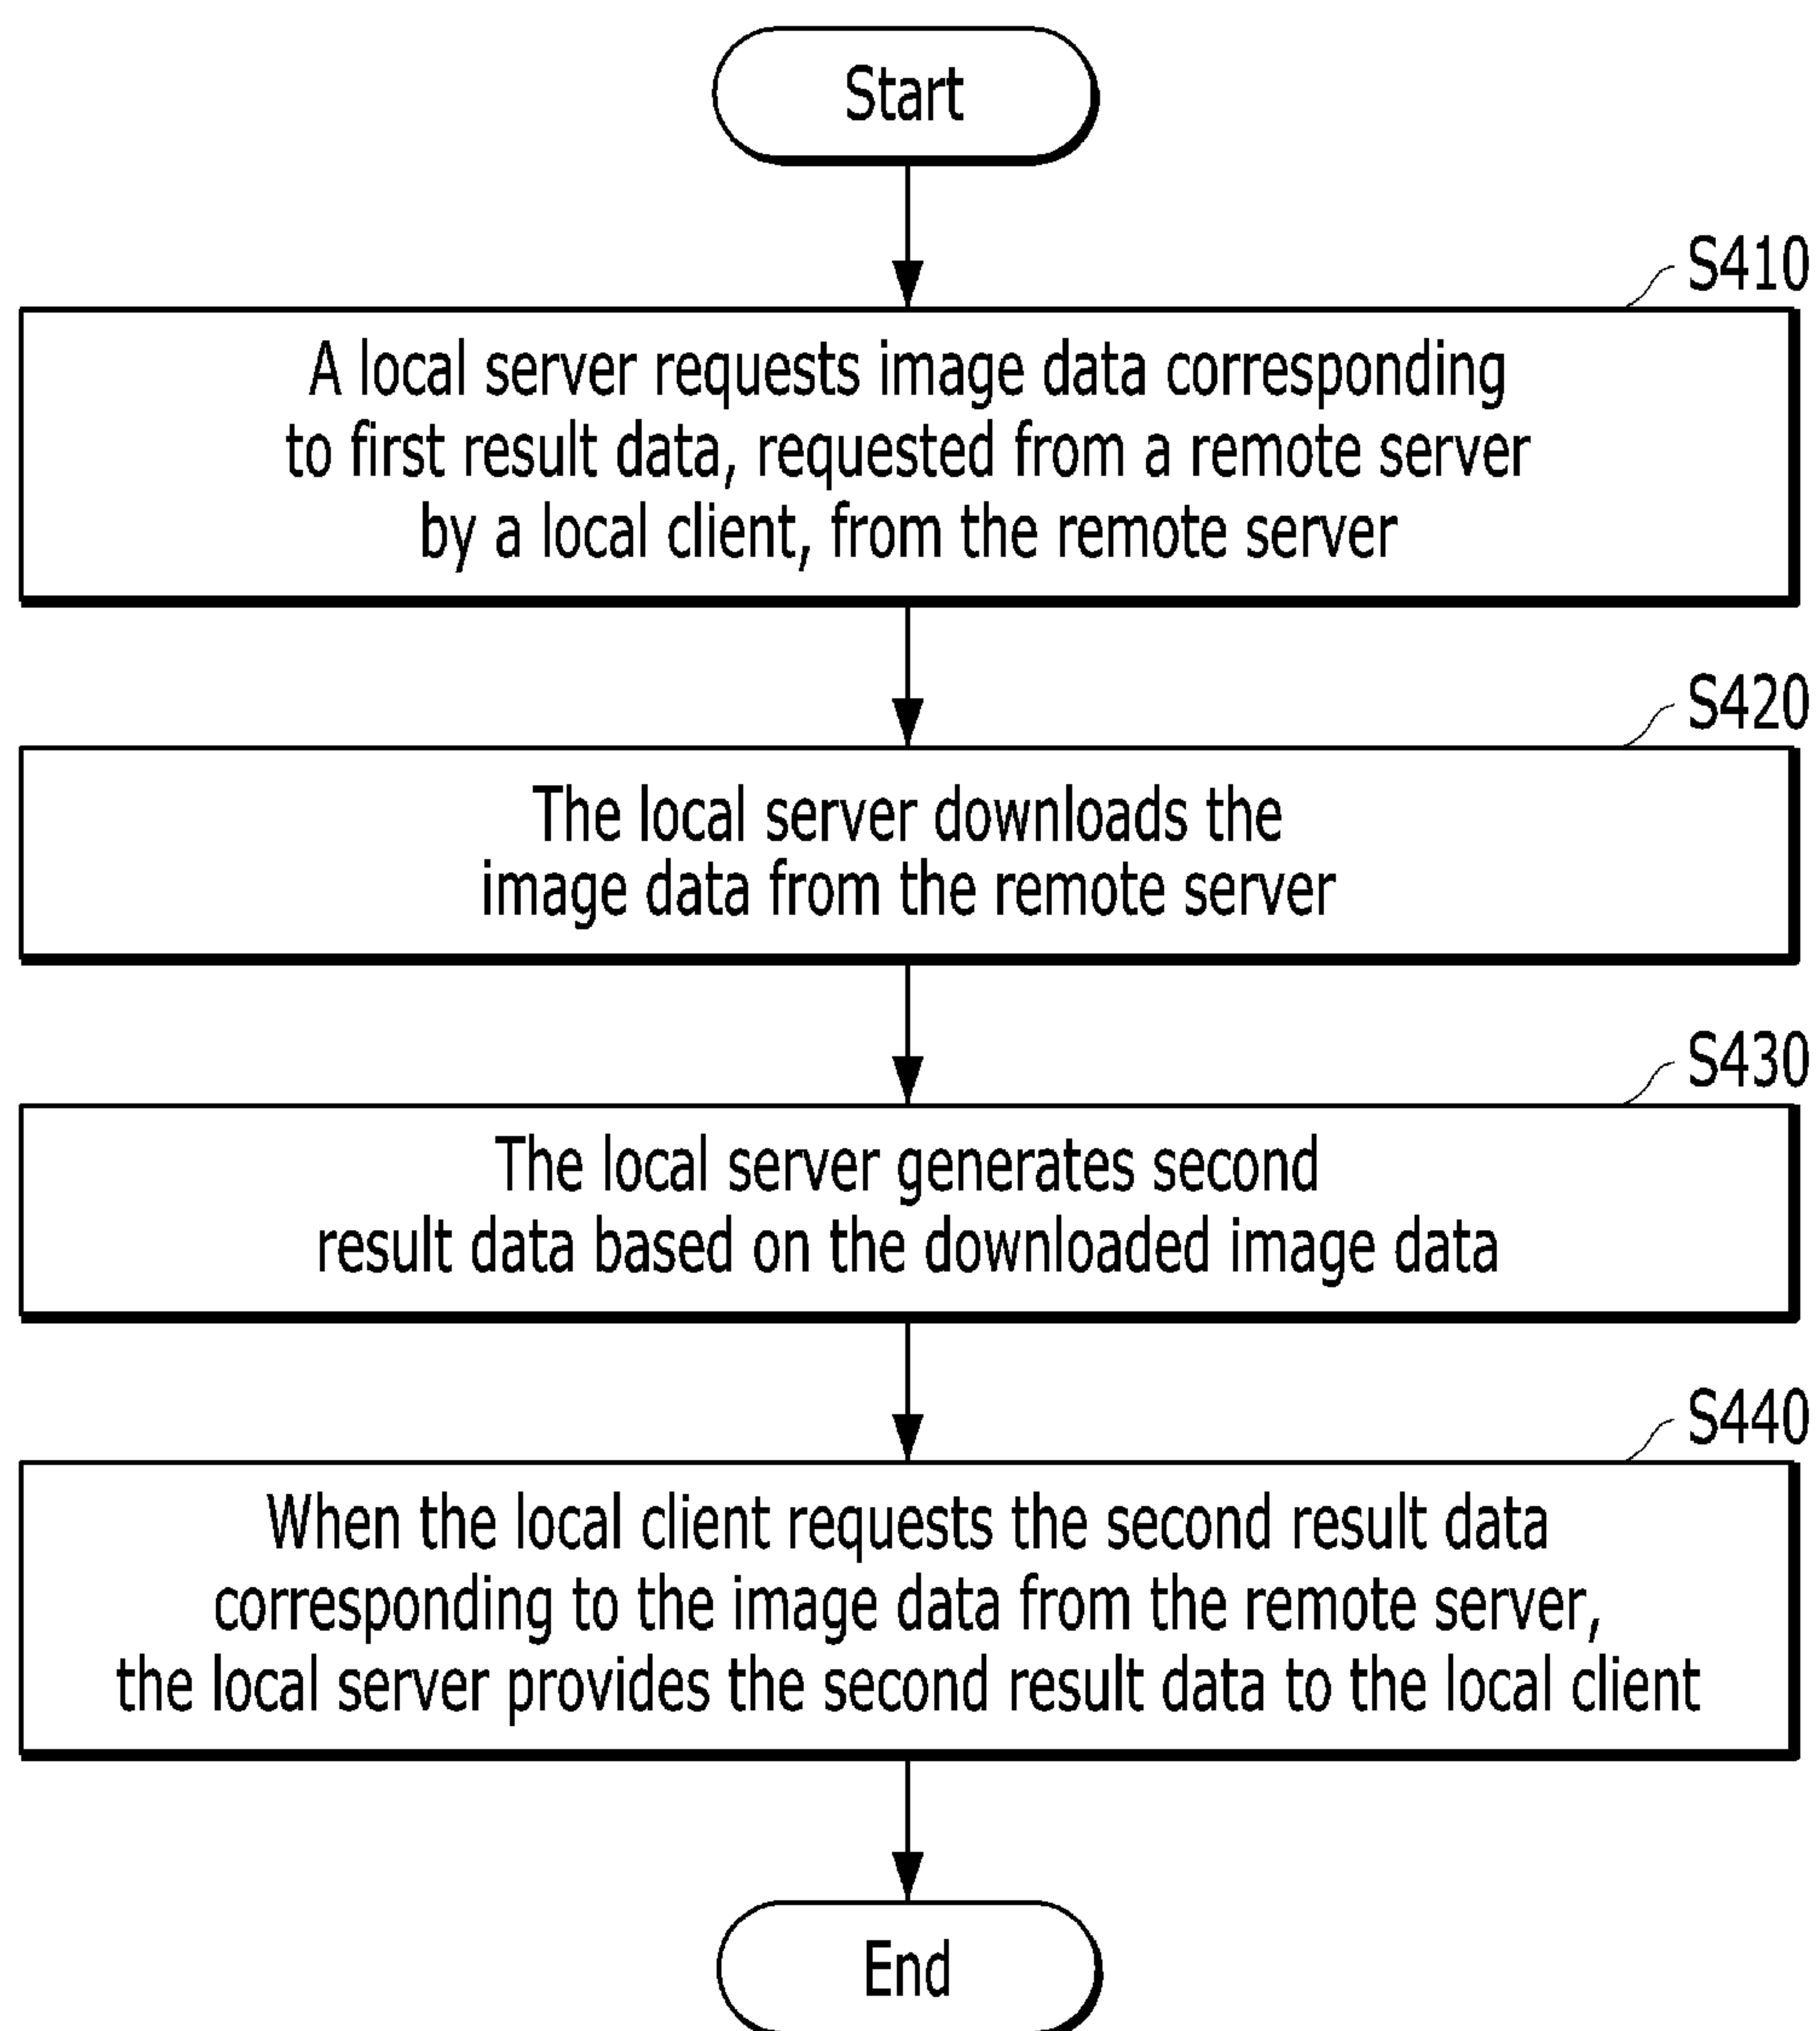 Start
S410
A local server requests image data corresponding
to first result data, requested from a remote server
by a local client, from the remote server
S420
The local server downloads the
image data from the remote server
S430
The local server generates second
result data based on the downloaded image data
S440
When the local client requests the second result data
corresponding to the image data from the remote server,
the local server provides the second result data to the local client
End